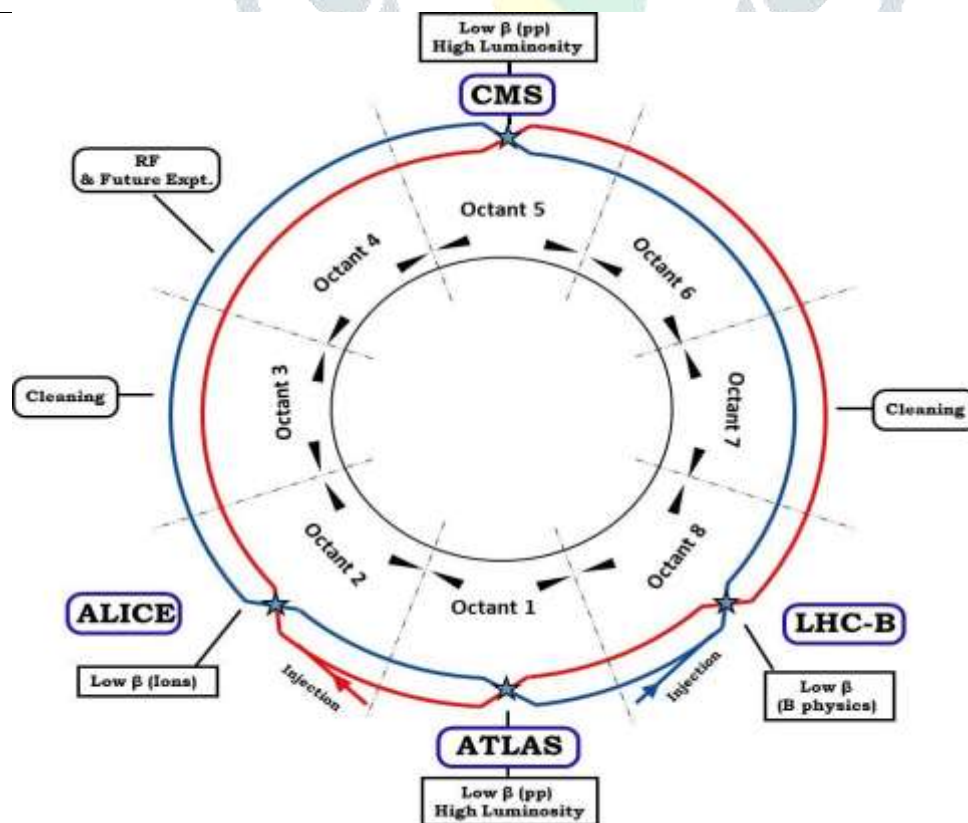 Low β (pp)
High Luminosity
CMS
RF
& Future Expt.
Octant 5
Octant 4
Octant 6
Octant 3
Octant 7
Cleaning
Cleaning
Octant 2
Octant 8
Octant 1
ALICE
LHC-B
Low β (Ions)
Injection
Injection
Low β
(B physics)
ATLAS
Low β (pp)
High Luminosity